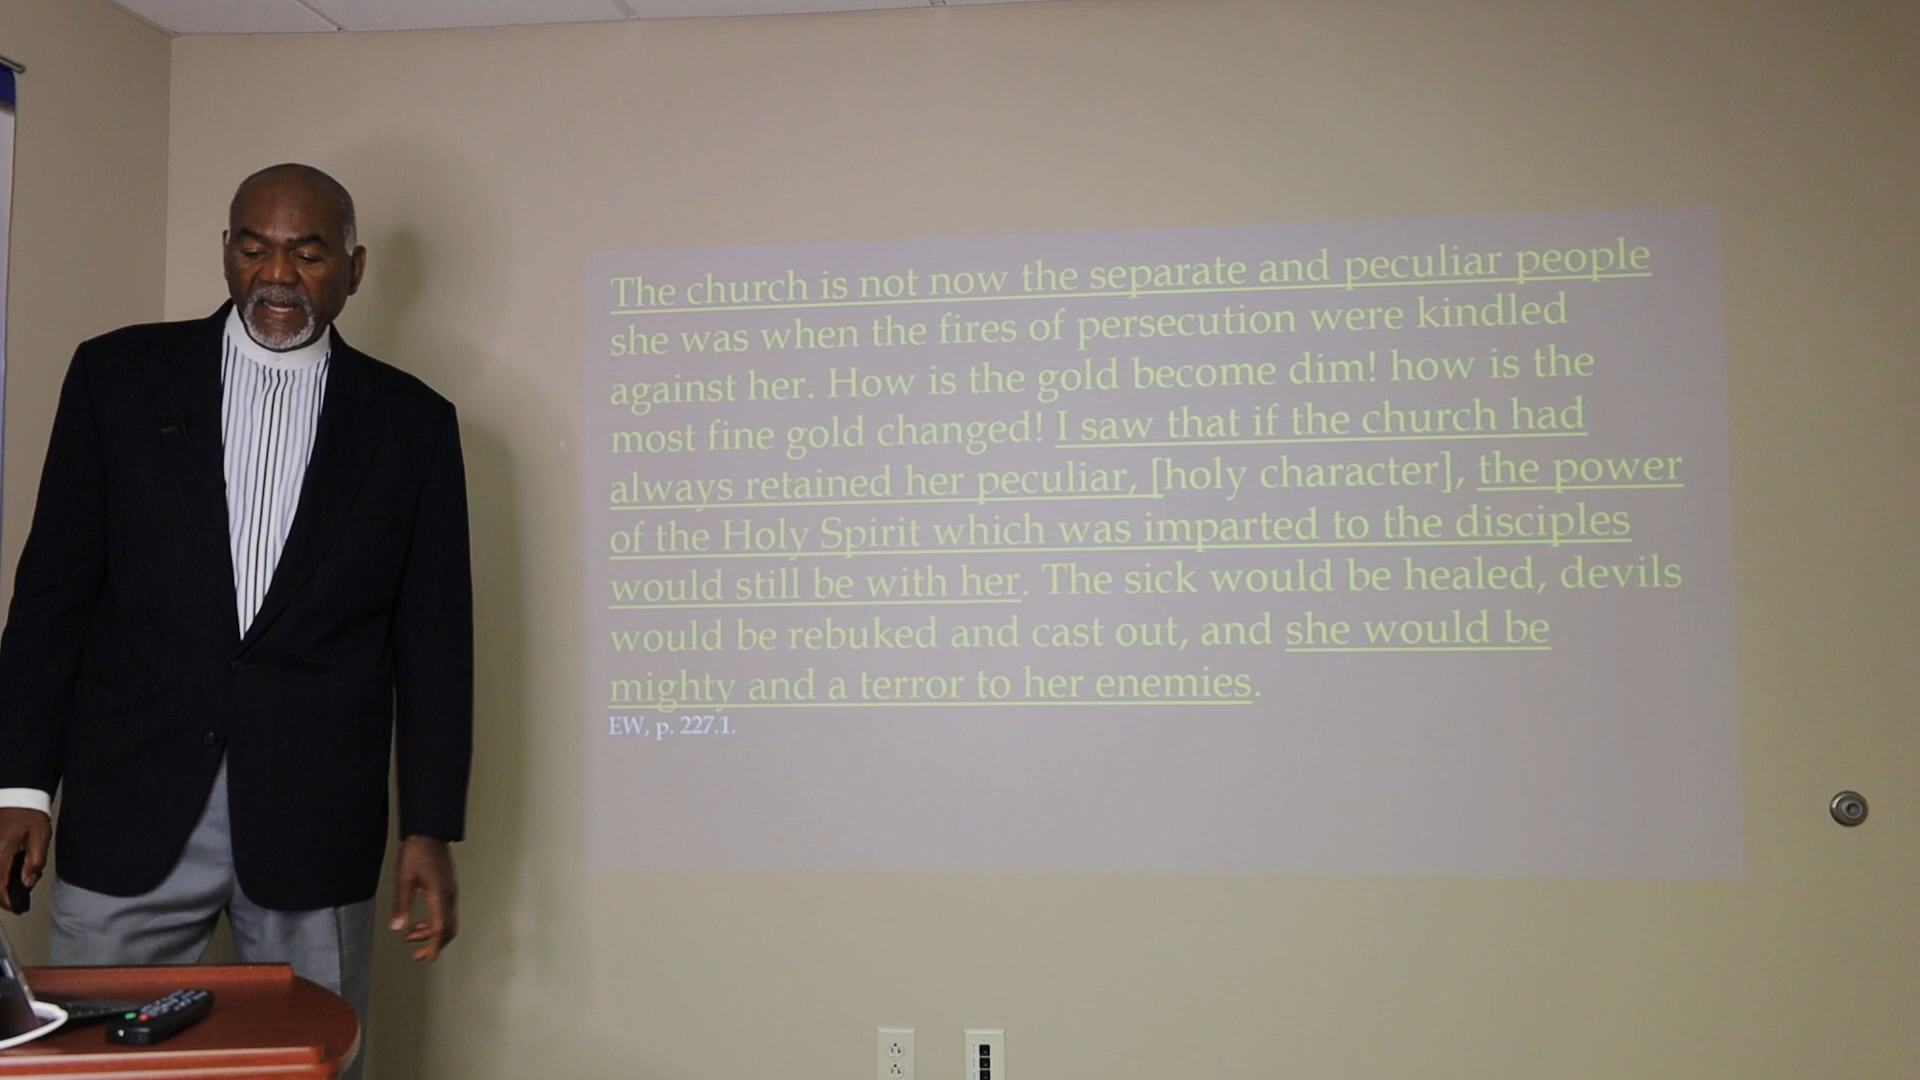 The church is not now the separate and peculiar people
she was when the fires of persecution were kindled
against her. How is the gold become dim! how is the
most fine gold changed! I saw that if the church had
always retained her peculiar, [holy character], the power
of the Holy Spirit which was imparted to the disciples
would still be with her. The sick would be healed, devils
would be rebuked and cast out, and she would be
mighty and a terror to her enemies.
EW, p. 227.1.